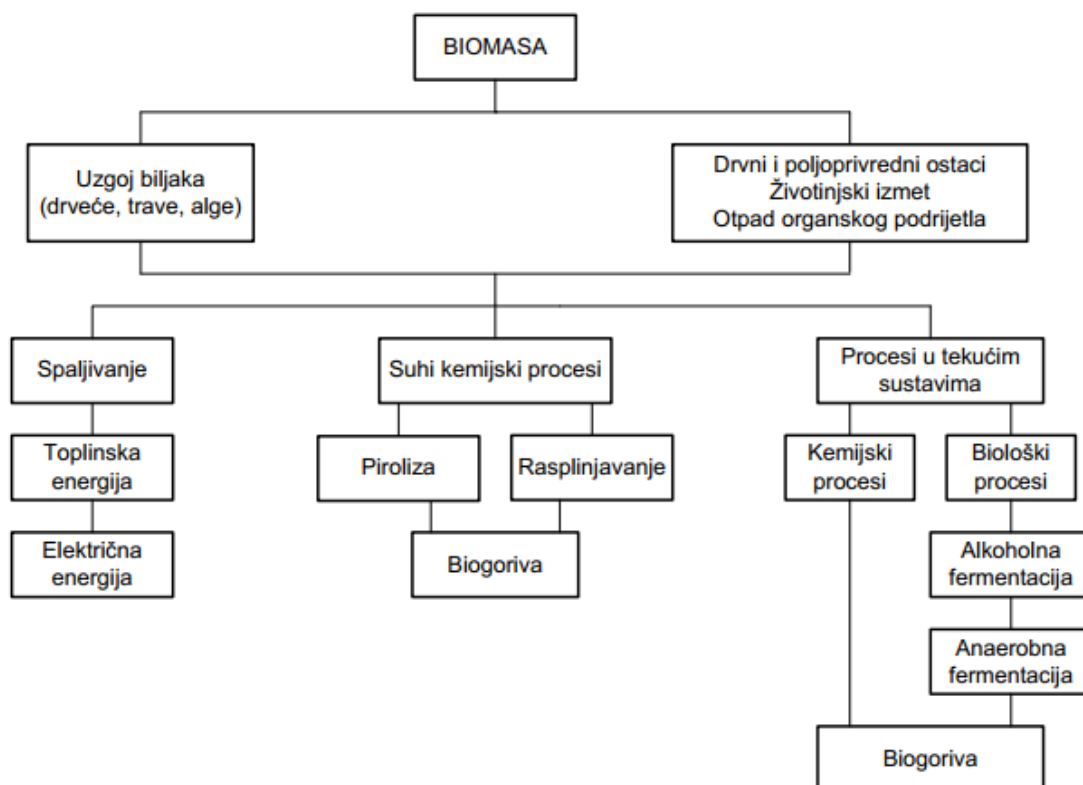 BIOMASA
Uzgoj biljaka
(drveće, trave, alge)
Drvni i poljoprivredni ostaci
Životinjski izmet
Otpad organskog podrijetla
Spaljivanje
Suhi kemijski procesi
Procesi u tekućim
sustavima
Toplinska
energija
Piroliza
Rasplinjavanje
Kemijski
procesi
Biološki
procesi
Elektrićna
energija
Biogoriva
Alkoholna
fermentacija
Anaerobna
fermentacija
Biogoriva